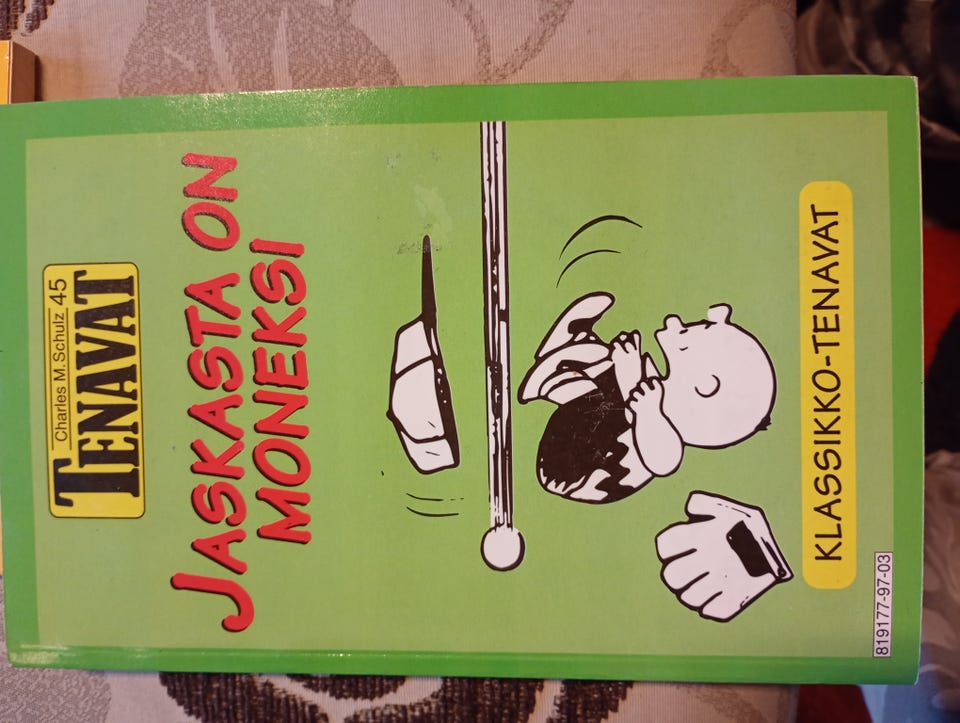 Charles M. Schulz 45
TENAVAT
JASKASTA ON
MONEKSI
KLASSIKKO-TENAVAT
819177-97-03